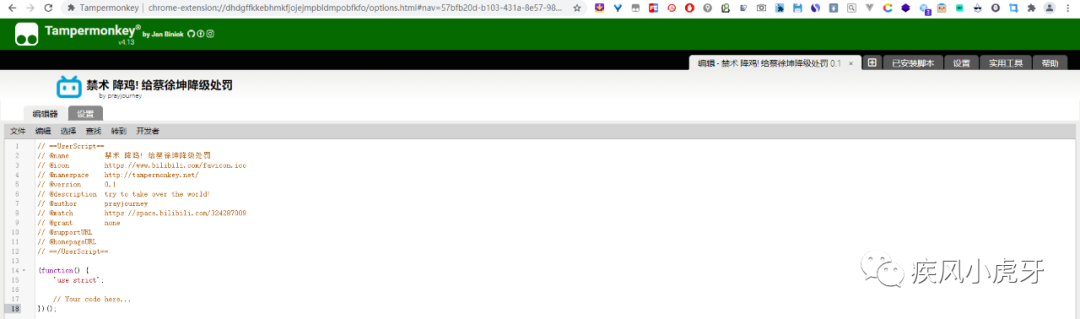 Tampermonkey | chrome-extension://dhdgffkkebhmkfjojejmpbldmpobfkfo/options.html#nav=57bfb20d-b103-431a-8e57-98...
Tampermonkey® by Jan Biniok
v4.13
编辑 - 禁术 降鸡! 给蔡徐坤降级处罚 0.1 × 已安装脚本 设置 实用工具 帮助
禁术 降鸡! 给蔡徐坤降级处罚
by prayjourney
编辑器 设置
文件 编辑 选择 查找 转到 开发者
1 // ==UserScript==
2 // @name 禁术 降鸡! 给蔡徐坤降级处罚
3 // @icon https://www.bilibili.com/favicon.ico
4 // @namespace http://tampermonkey.net/
5 // @version 0.1
6 // @description try to take over the world!
7 // @author prayjourney
8 // @match https://space.bilibili.com/324287009
9 // @grant none
10 // @supportURL
11 // @homepageURL
12 // ==/UserScript==
13
14 (function() {
15 'use strict';
16
17 // Your code here...
18 })();
疾风小虎牙